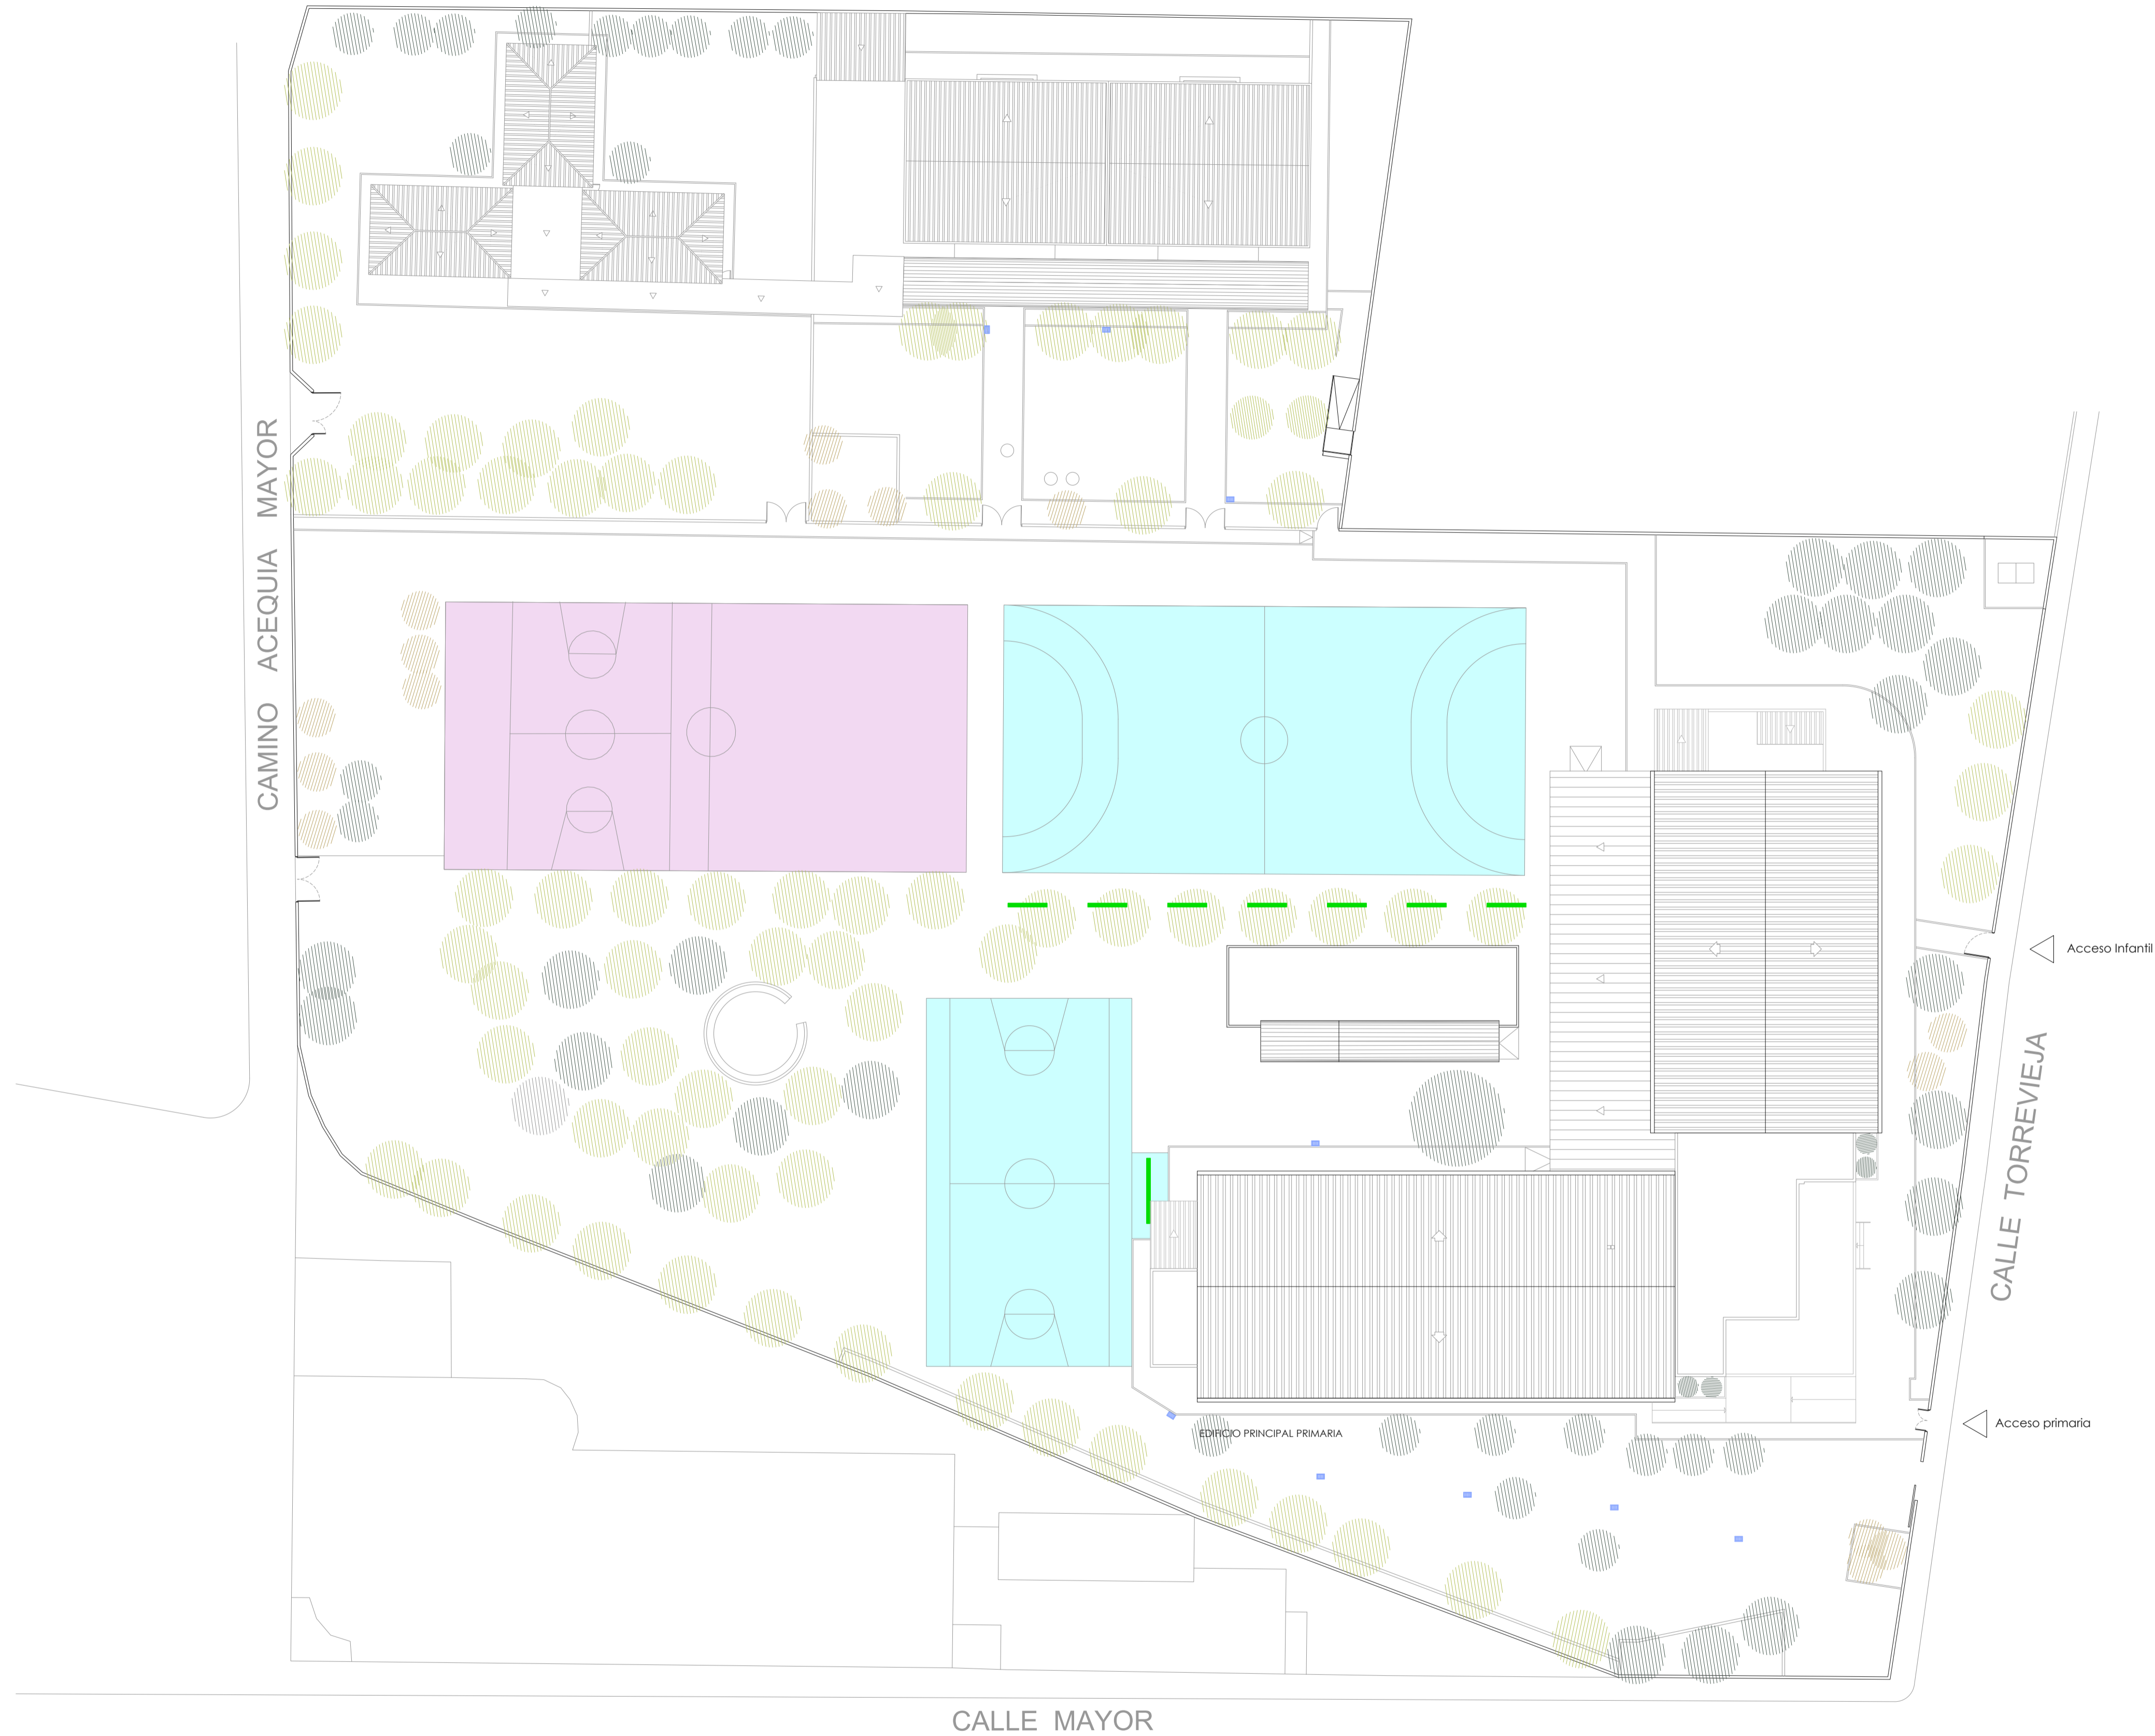 CAMINO ACEQUIA MAYOR
Acceso Infantil
CALLE TORREVIEJA
Acceso primaria
EDIFICIO PRINCIPAL PRIMARIA
CALLE MAYOR